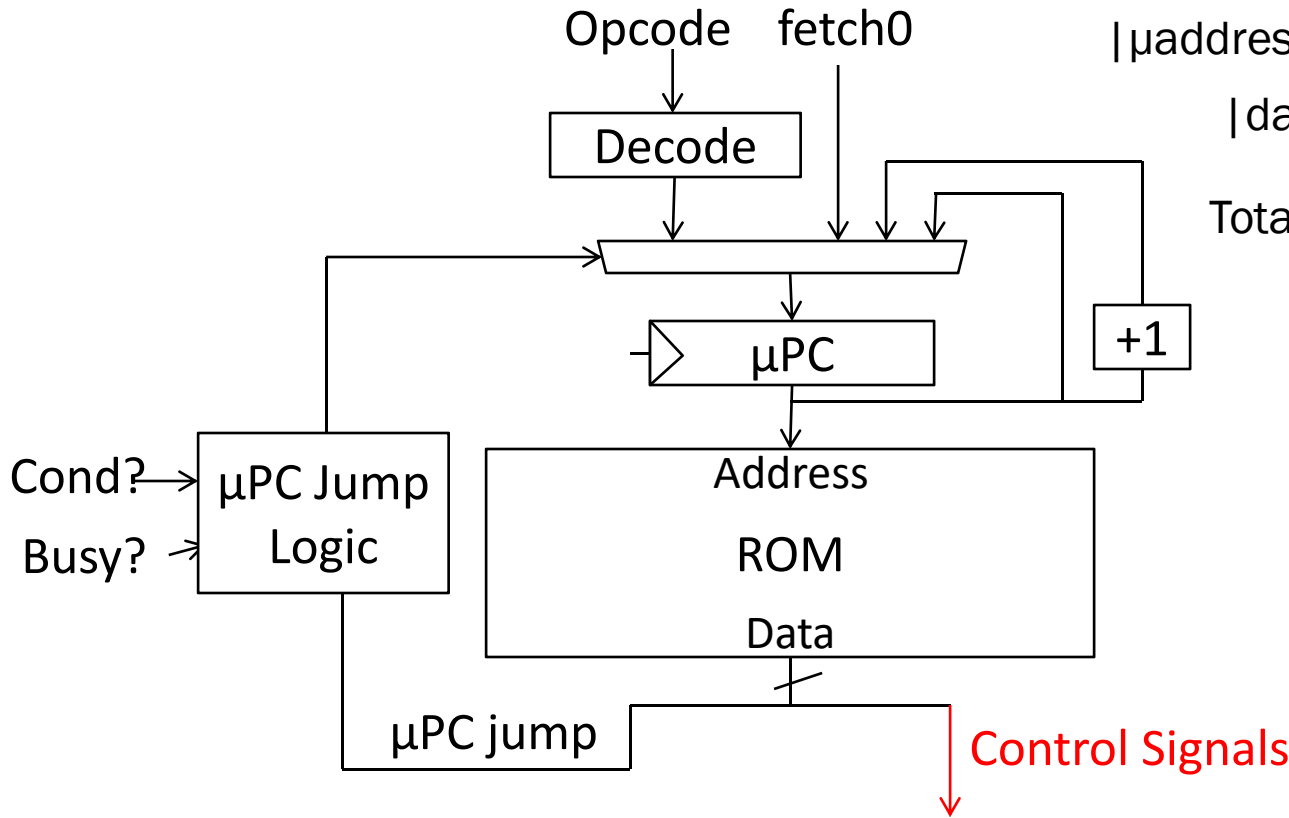 Opcode fetch0
|µaddres
|da
Decode
Tota
+1
µPC
Cond?
µPC Jump
Logic
Busy?
Address
ROM
Data
µPC jump
Control Signals